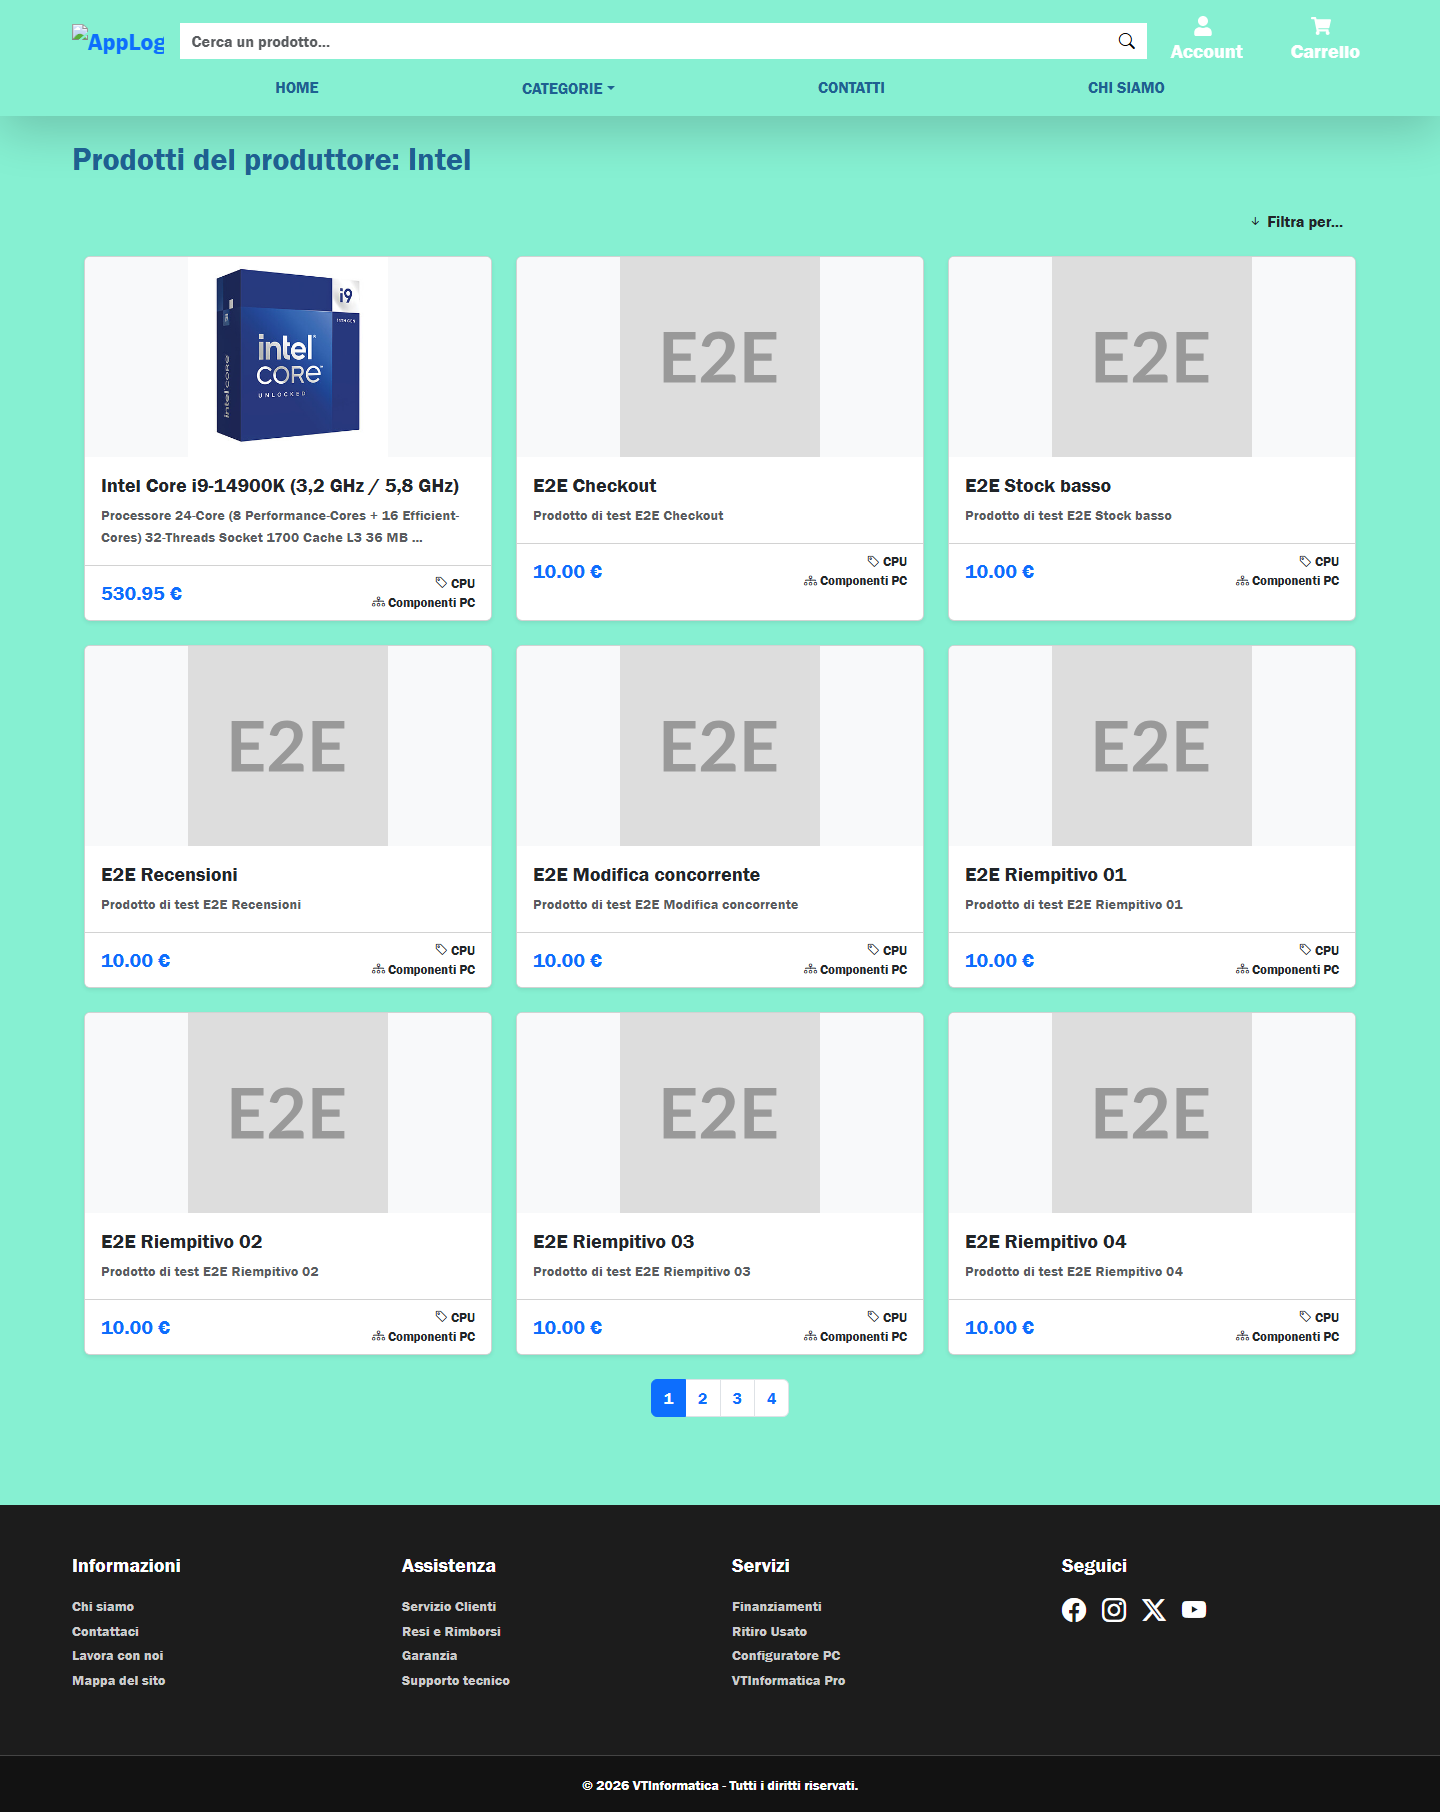 AppLog
Cerca un prodotto...
Account
Carrello
HOME
CATEGORIE
CONTATTI
CHI SIAMO
Prodotti del produttore: Intel
Filtra per...
i9
intel
CORE
UNLOCKED
intel CORE
E2E
E2E
Intel Core i9-14900K (3,2 GHz / 5,8 GHz)
Processore 24-Core (8 Performance-Cores + 16 Efficient-
Cores) 32-Threads Socket 1700 Cache L3 36 MB ...
530.95 €
CPU
Componenti PC
E2E Checkout
Prodotto di test E2E Checkout
10.00 €
CPU
Componenti PC
E2E Stock basso
Prodotto di test E2E Stock basso
10.00 €
CPU
Componenti PC
E2E
E2E
E2E
E2E Recensioni
Prodotto di test E2E Recensioni
10.00 €
CPU
Componenti PC
E2E Modifica concorrente
Prodotto di test E2E Modifica concorrente
10.00 €
CPU
Componenti PC
E2E Riempitivo 01
Prodotto di test E2E Riempitivo 01
10.00 €
CPU
Componenti PC
E2E
E2E
E2E
E2E Riempitivo 02
Prodotto di test E2E Riempitivo 02
10.00 €
CPU
Componenti PC
E2E Riempitivo 03
Prodotto di test E2E Riempitivo 03
10.00 €
CPU
Componenti PC
E2E Riempitivo 04
Prodotto di test E2E Riempitivo 04
10.00 €
CPU
Componenti PC
1
2
3
4
Informazioni
Chi siamo
Contattaci
Lavora con noi
Mappa del sito
Assistenza
Servizio Clienti
Resi e Rimborsi
Garanzia
Supporto tecnico
Servizi
Finanziamenti
Ritiro Usato
Configuratore PC
VTInformatica Pro
Seguici
© 2026 VTInformatica - Tutti i diritti riservati.